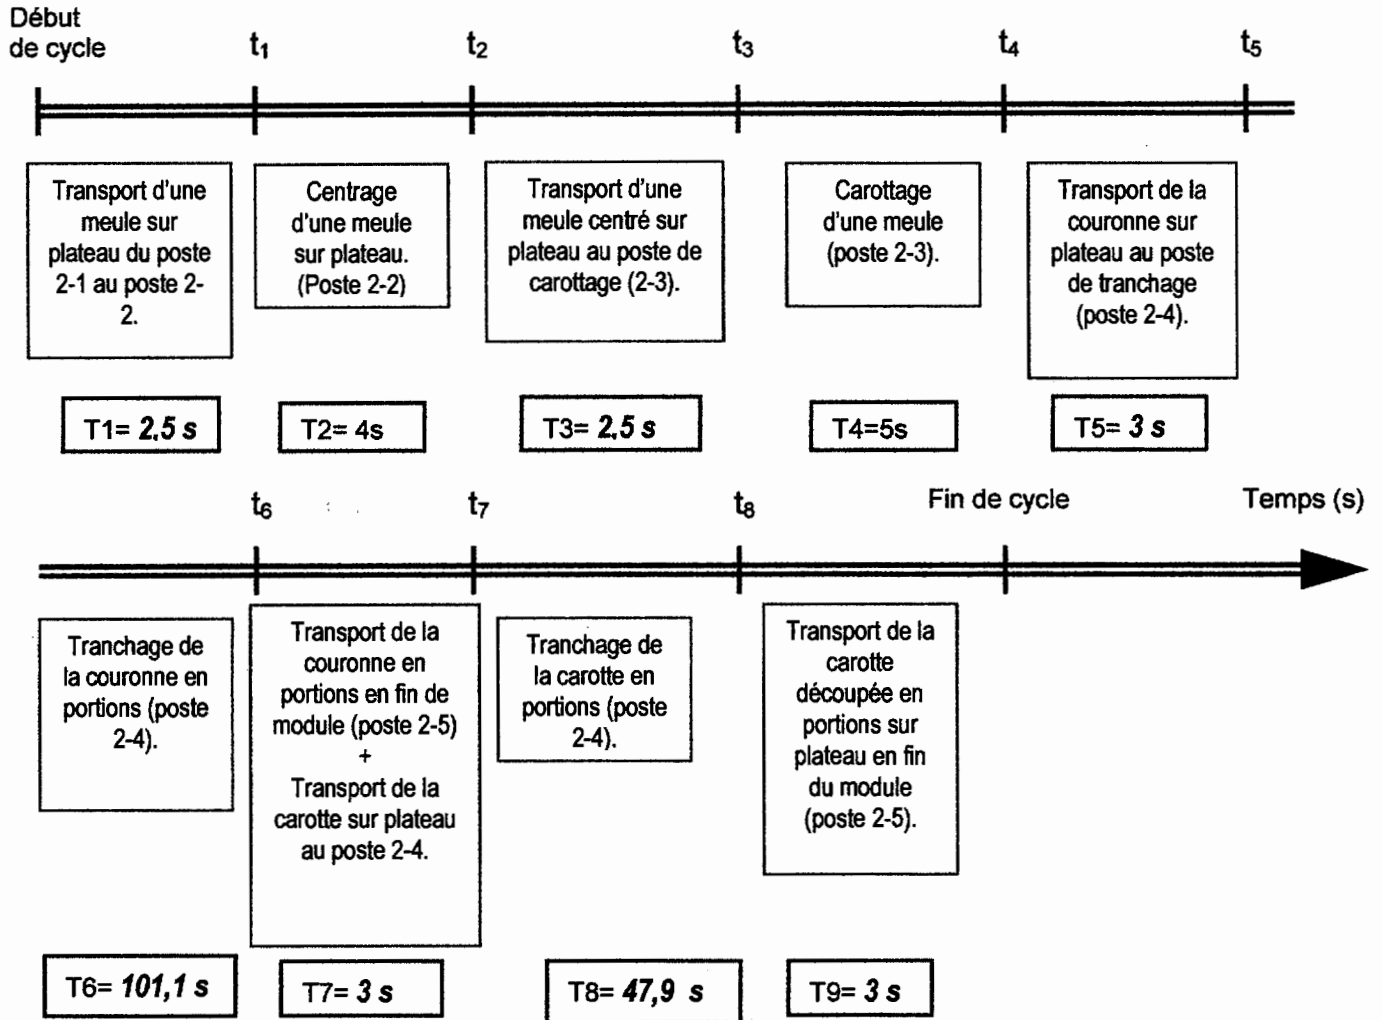 Début
de cycle
t1
t2
t3
t4
t5
Transport d'une
meule sur
plateau du poste
2-1 au poste 2-
2.
Centrage
d'une meule
sur plateau.
(Poste 2-2)
Transport d'une
meule centré sur
plateau au poste de
carottage (2-3).
Carottage
d'une meule
(poste 2-3).
Transport de la
couronne sur
plateau au poste
de tranchage
(poste 2-4).
T1= 2,5 s
T2= 4s
T3= 2,5 s
T4=5s
T5= 3 s
t6
t7
t8
Fin de cycle
Temps (s)
Tranchage de
la couronne en
portions (poste
2-4).
Transport de la
couronne en
portions en fin de
module (poste 2-5)
+
Transport de la
carotte sur plateau
au poste 2-4.
Tranchage de
la carotte en
portions (poste
2-4).
Transport de la
carotte
découpée en
portions sur
plateau en fin
du module
(poste 2-5).
T6= 101,1 s
T7= 3 s
T8= 47,9 s
T9= 3 s